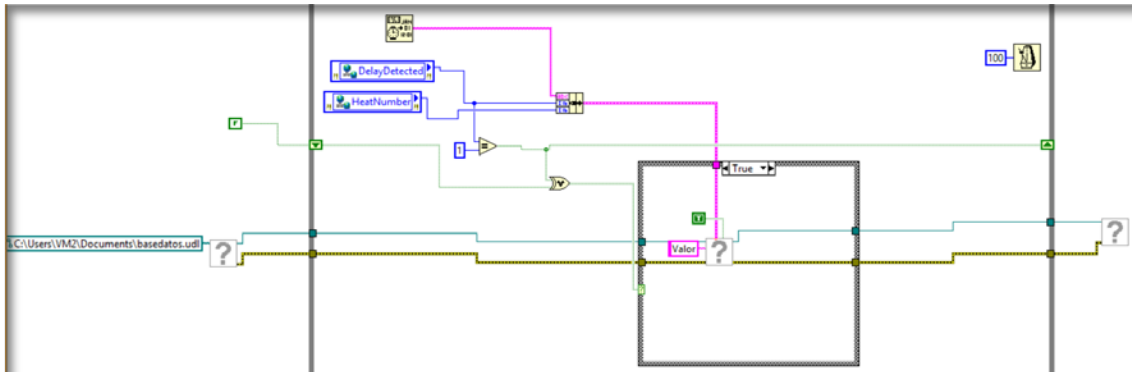 DelayDetected
HeatNumber
100
F
1
True
C:\Users\VM2\Documents\basedatos.udl
?
Valor
?
?
?